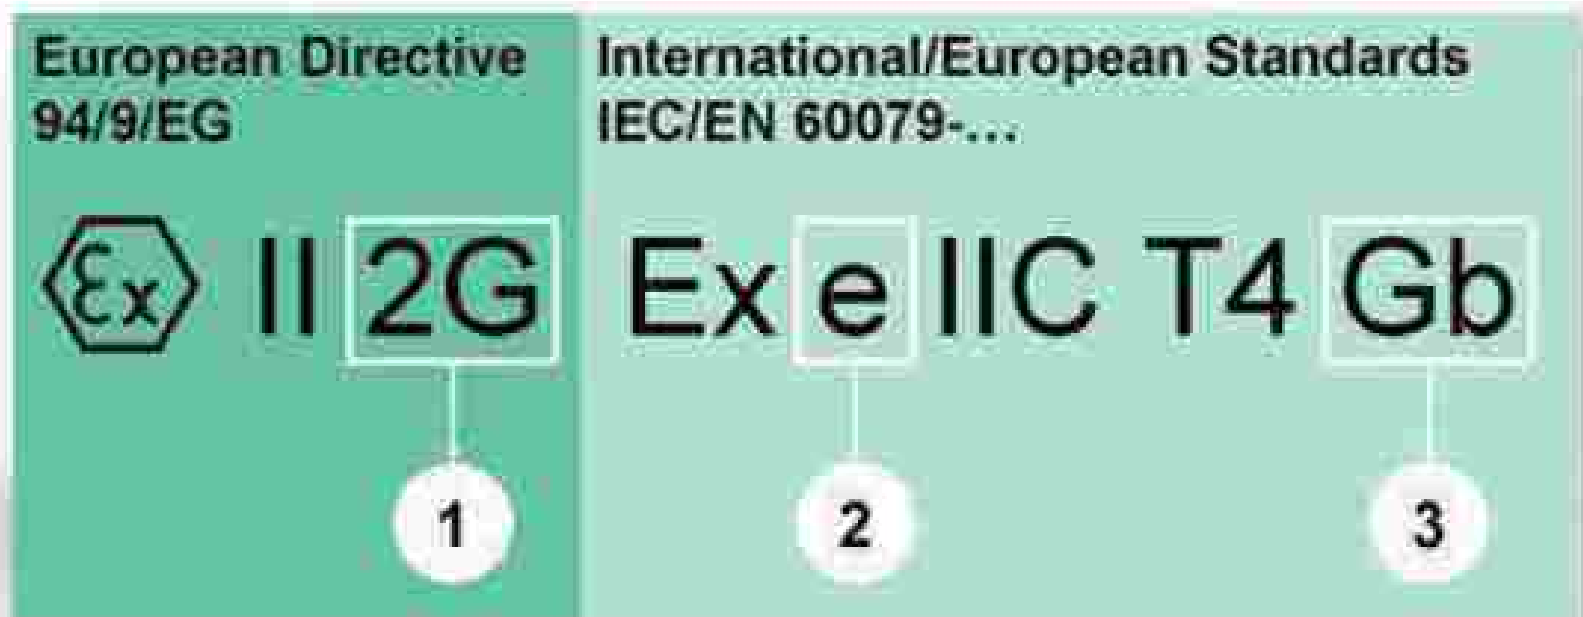 European Directive
94/9/EG
International/European Standards
IEC/EN 60079-...
Ex II 2G Ex e IIC T4 Gb
1 2 3